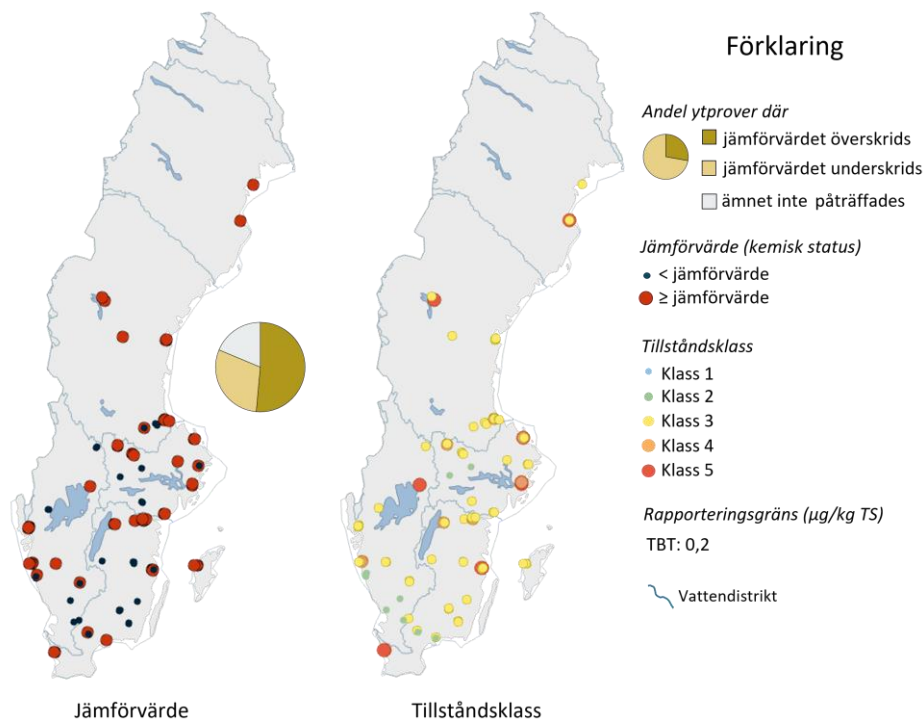 Förklaring
Andel ytprover där
jämförvärdet överskrids
jämförvärdet underskrids
ämnet inte påträffades
Jämförvärde (kemisk status)
< jämförvärde
≥ jämförvärde
Tillståndsklass
Klass 1
Klass 2
Klass 3
Klass 4
Klass 5
Rapporteringsgräns (µg/kg TS)
TBT: 0,2
Vattendistrikt
Jämförvärde
Tillståndsklass